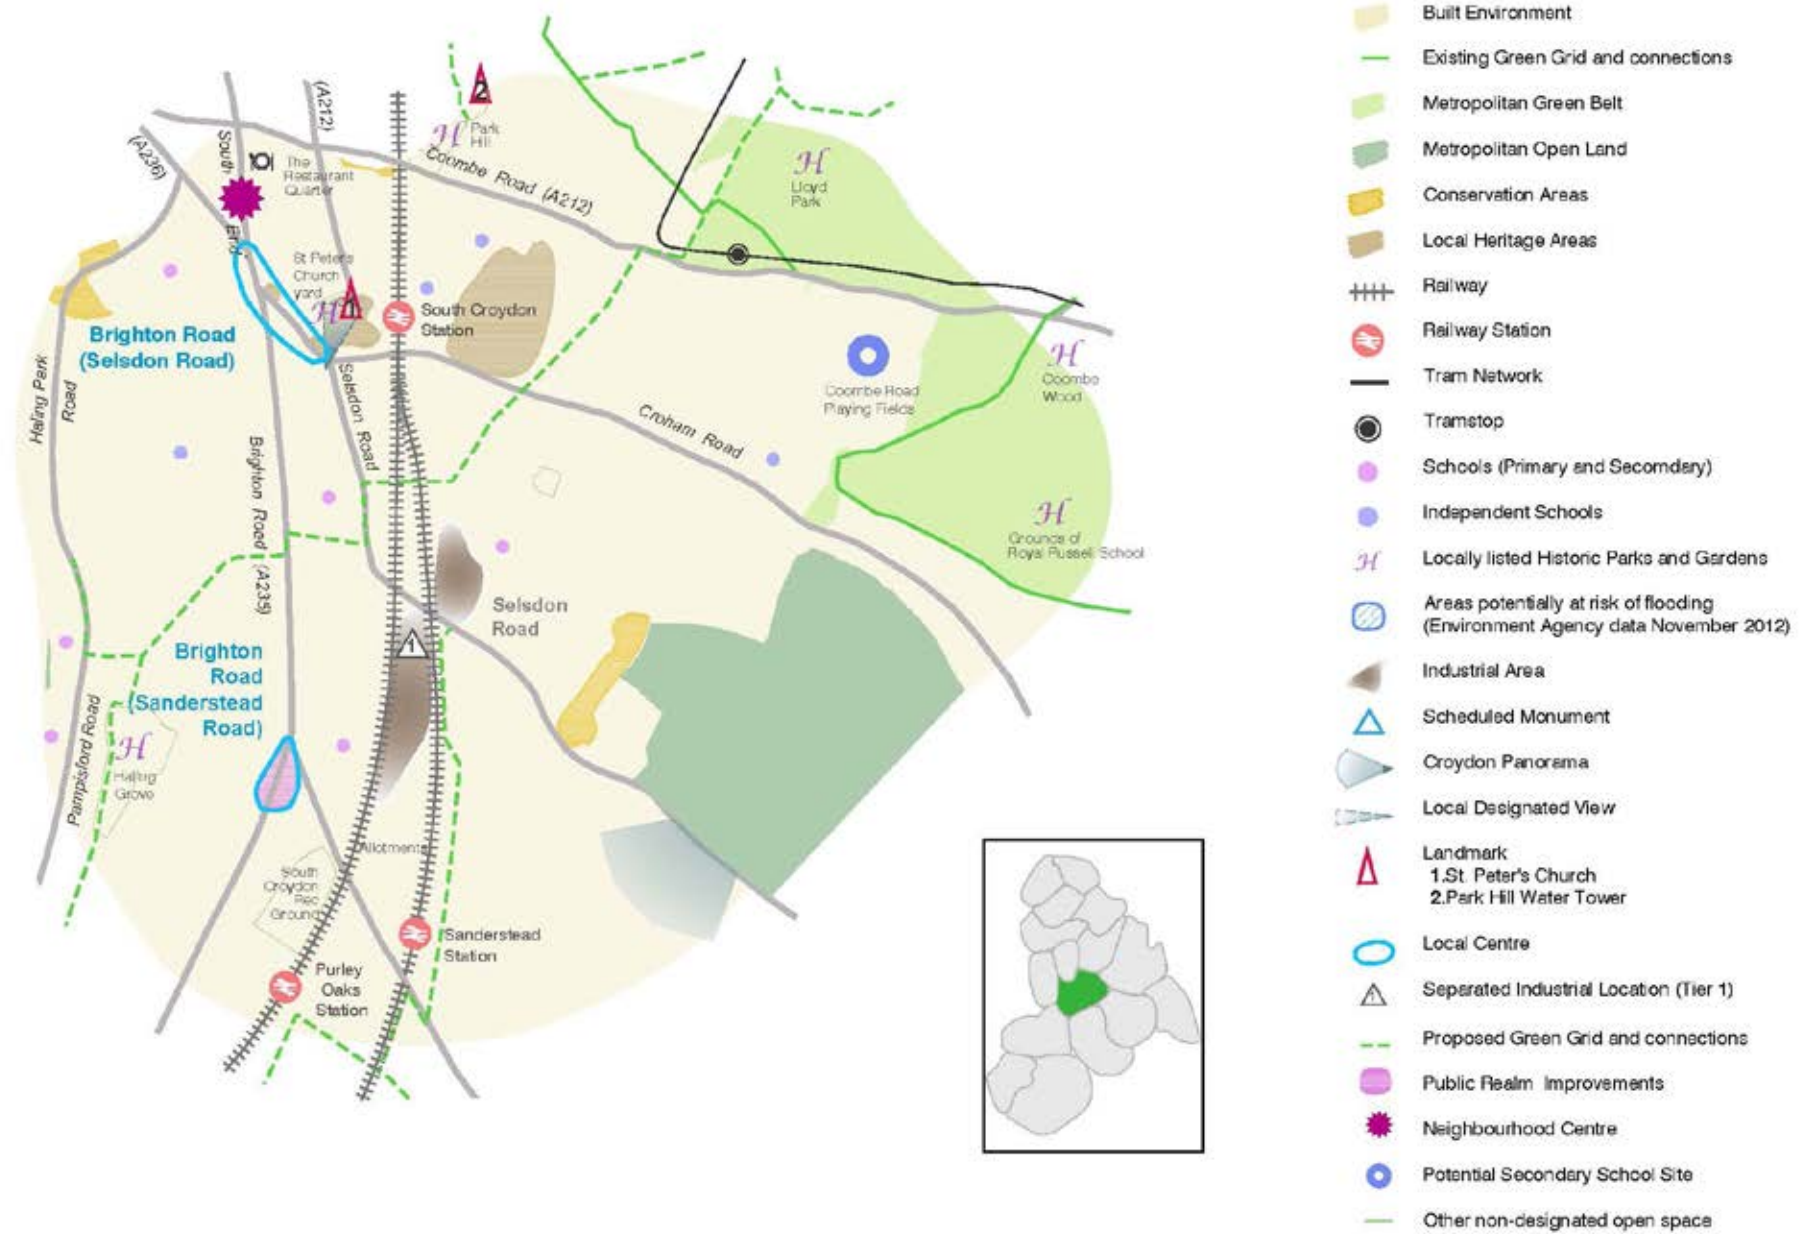 (A236)
South
End
(A212)
The
Restaurant
Quarter
2
H
Park
Hill
Coombe Road (A212)
H
Lloyd
Park
St Peter's
Church
yard
H
1
South Croydon
Station
Brighton Road
(Selsdon Road)
Haling Park
Road
Selsdon Road
Brighton Road (A235)
Croham Road
Coombe Road
Playing Fields
H
Coombe
Wood
H
Grounds of
Royal Russell School
Selsdon
Road
1
Brighton
Road
(Sanderstead
Road)
Pampisford Road
H
Haling
Grove
Allotments
South
Croydon
Rec
Ground
Sanderstead
Station
Purley
Oaks
Station
Built Environment
Existing Green Grid and connections
Metropolitan Green Belt
Metropolitan Open Land
Conservation Areas
Local Heritage Areas
Railway
Railway Station
Tram Network
Tramstop
Schools (Primary and Secomdary)
Independent Schools
H
Locally listed Historic Parks and Gardens
Areas potentially at risk of flooding
(Environment Agency data November 2012)
Industrial Area
Scheduled Monument
Croydon Panorama
Local Designated View
Landmark
1.St. Peter's Church
2.Park Hill Water Tower
Local Centre
1
Separated Industrial Location (Tier 1)
Proposed Green Grid and connections
Public Realm Improvements
Neighbourhood Centre
Potential Secondary School Site
Other non-designated open space